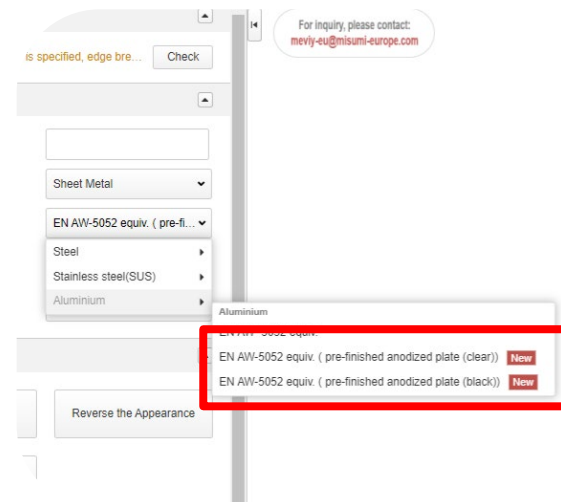 For inquiry, please contact:
meviy-eu@misumi-europe.com
is specified, edge bre... Check
Sheet Metal
EN AW-5052 equiv. ( pre-fi...
Steel
Stainless steel(SUS)
Aluminium
Aluminium
EN AW-5052 equiv.
EN AW-5052 equiv. ( pre-finished anodized plate (clear)) New
EN AW-5052 equiv. ( pre-finished anodized plate (black)) New
Reverse the Appearance